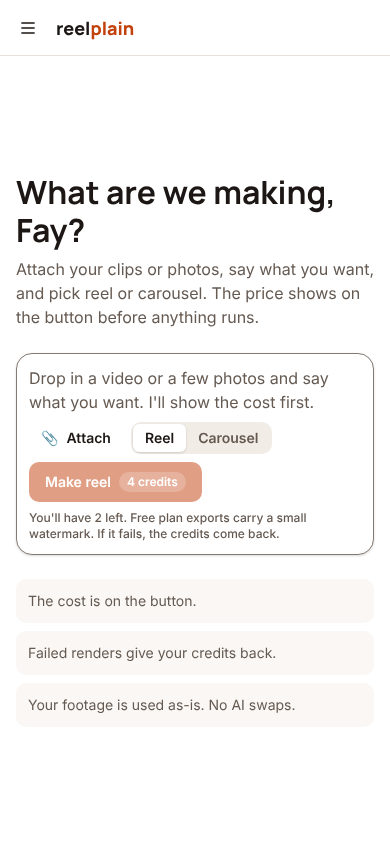 reelplain
What are we making,
Fay?
Attach your clips or photos, say what you want,
and pick reel or carousel. The price shows on
the button before anything runs.
Drop in a video or a few photos and say
what you want. I'll show the cost first.
📎 Attach Reel Carousel
Make reel 4 credits
You'll have 2 left. Free plan exports carry a small
watermark. If it fails, the credits come back.
The cost is on the button.
Failed renders give your credits back.
Your footage is used as-is. No AI swaps.